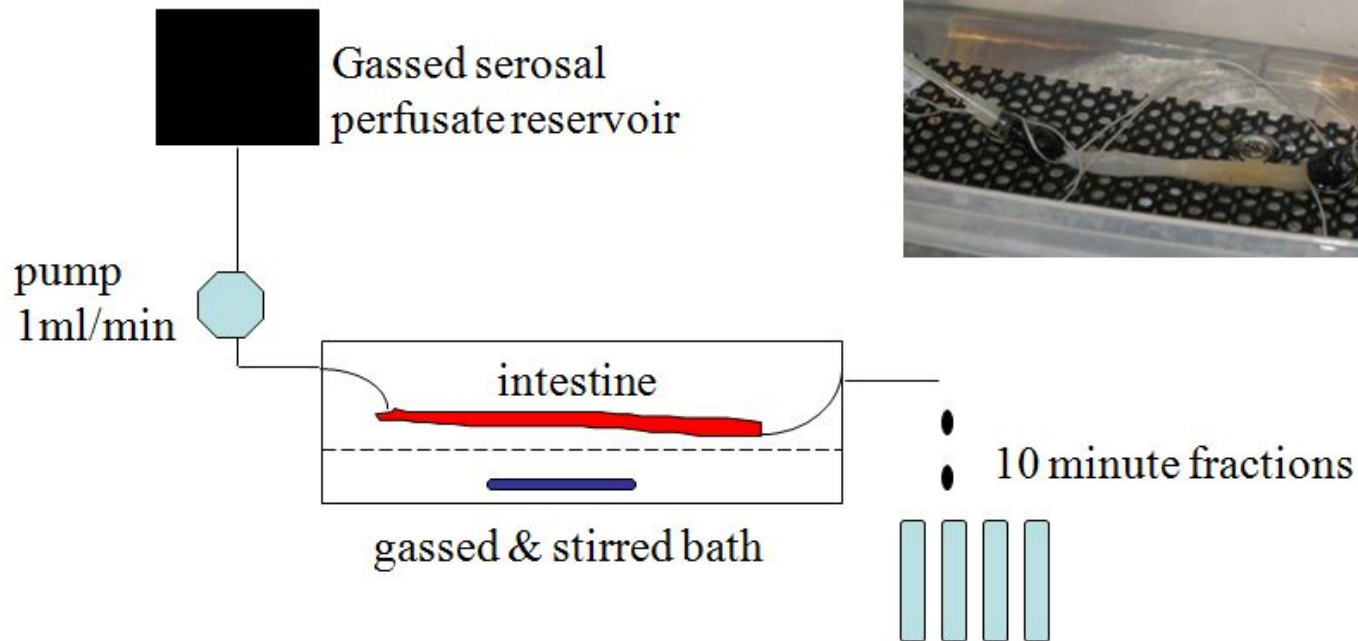 Gassed serosal
perfusate reservoir
pump
1ml/min
intestine
10 minute fractions
gassed & stirred bath